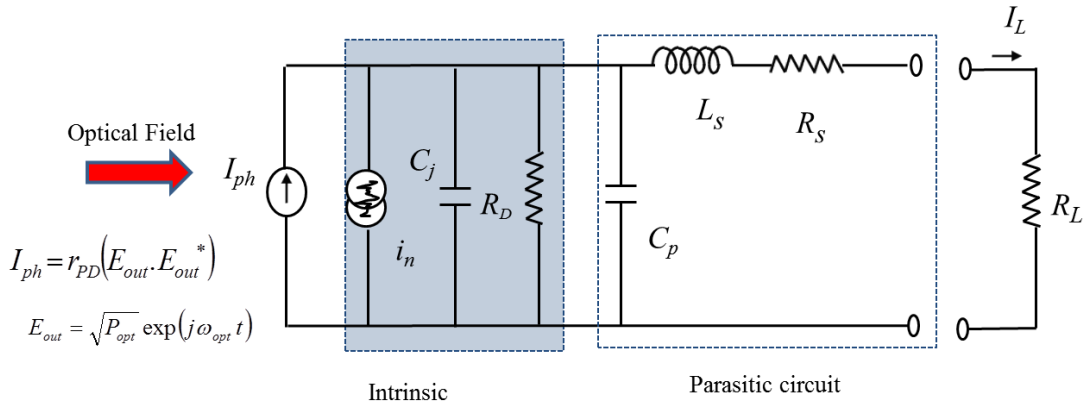 Optical Field
I_ph
I_ph = r_PD(E_out.E_out^*)
E_out = √P_opt exp(jω_opt t)
i_n
C_j
R_D
C_p
L_s
R_s
I_L
R_L
Intrinsic
Parasitic circuit